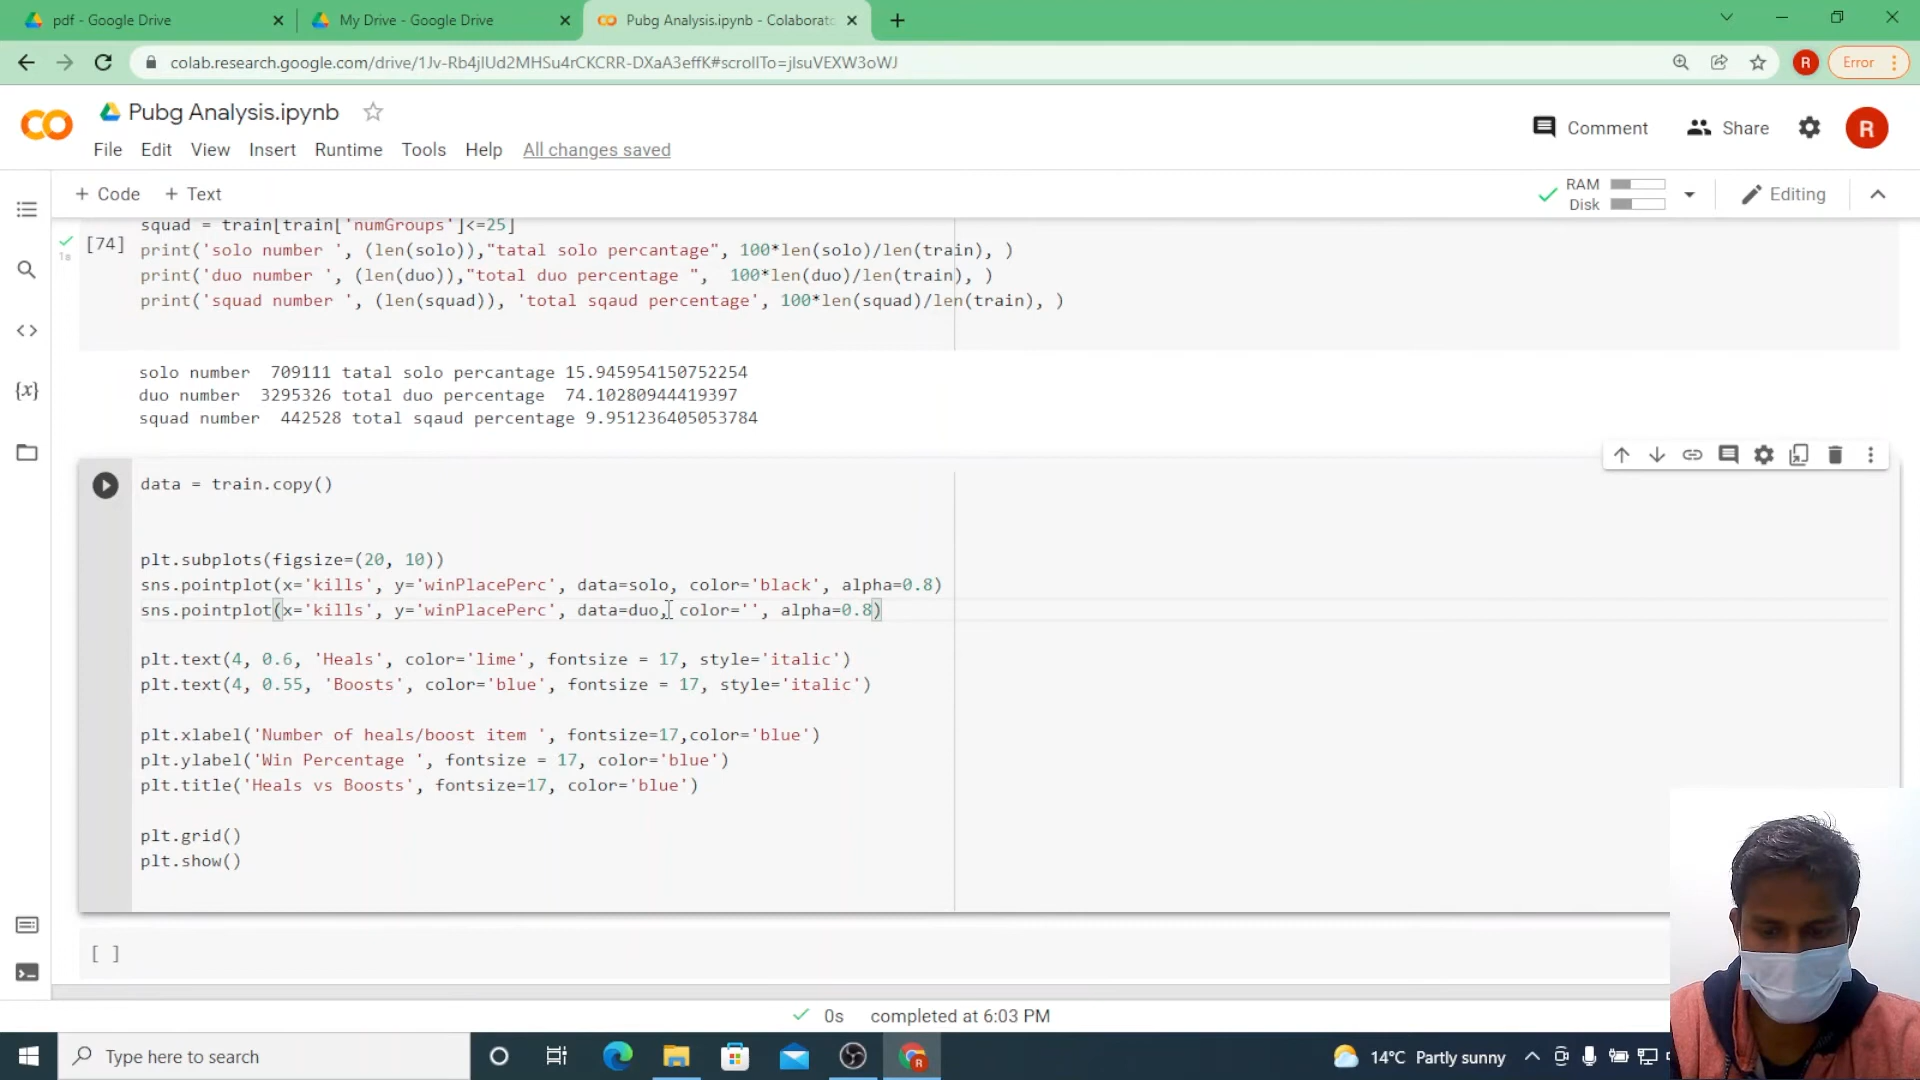 pdf - Google Drive
My Drive - Google Drive
Pubg Analysis.ipynb - Colaborato
colab.research.google.com/drive/1Jv-Rb4jlUd2MHSu4rCKCRR-DXaA3effK#scrollTo=jlsuVEXW3oWJ
R
Error
Pubg Analysis.ipynb
Comment
Share
R
File Edit View Insert Runtime Tools Help All changes saved
+ Code + Text
RAM
Disk
Editing
squad = train[train['numGroups']<=25]
[74]
1s
print('solo number ', (len(solo)),"tatal solo percantage", 100*len(solo)/len(train), )
print('duo number ', (len(duo)),"total duo percentage ",  100*len(duo)/len(train), )
print('squad number ', (len(squad)), 'total sqaud percentage', 100*len(squad)/len(train), )
solo number  709111 tatal solo percantage 15.945954150752254
duo number  3295326 total duo percentage  74.10280944419397
squad number  442528 total sqaud percentage 9.951236405053784
data = train.copy()
plt.subplots(figsize=(20, 10))
sns.pointplot(x='kills', y='winPlacePerc', data=solo, color='black', alpha=0.8)
sns.pointplot(x='kills', y='winPlacePerc', data=duo, color='', alpha=0.8)
plt.text(4, 0.6, 'Heals', color='lime', fontsize = 17, style='italic')
plt.text(4, 0.55, 'Boosts', color='blue', fontsize = 17, style='italic')
plt.xlabel('Number of heals/boost item ', fontsize=17,color='blue')
plt.ylabel('Win Percentage ', fontsize = 17, color='blue')
plt.title('Heals vs Boosts', fontsize=17, color='blue')
plt.grid()
plt.show()
[ ]
0s completed at 6:03 PM
Type here to search
14°C Partly sunny